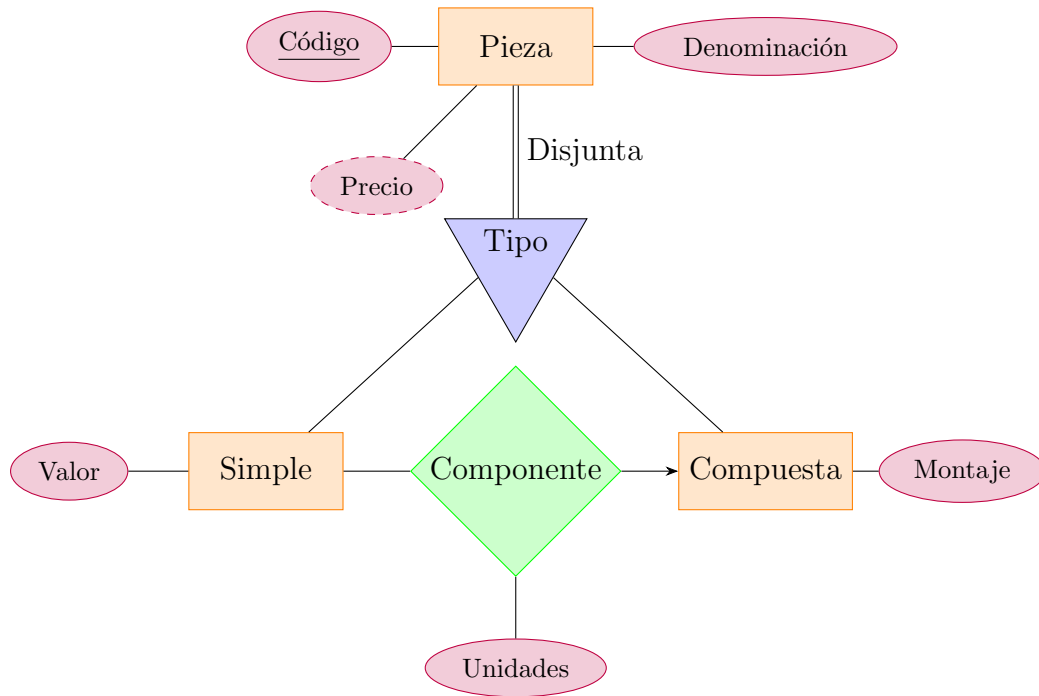 Código
Pieza
Denominación
Disjunta
Precio
Tipo
Valor
Simple
Componente
Compuesta
Montaje
Unidades